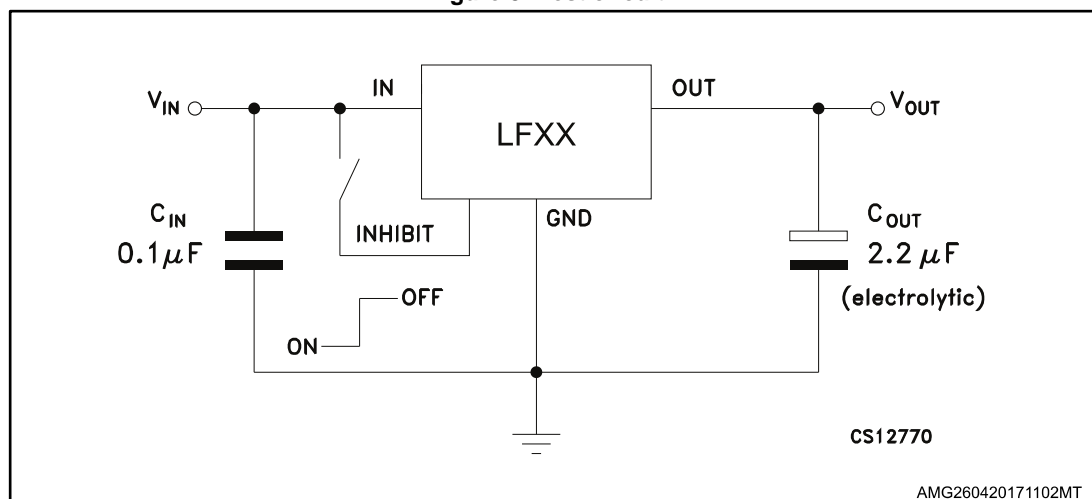 V_IN
IN
LFXX
OUT
V_OUT
C_IN
0.1µF
INHIBIT
GND
C_OUT
2.2 µF
(electrolytic)
OFF
ON
CS12770
AMG260420171102MT